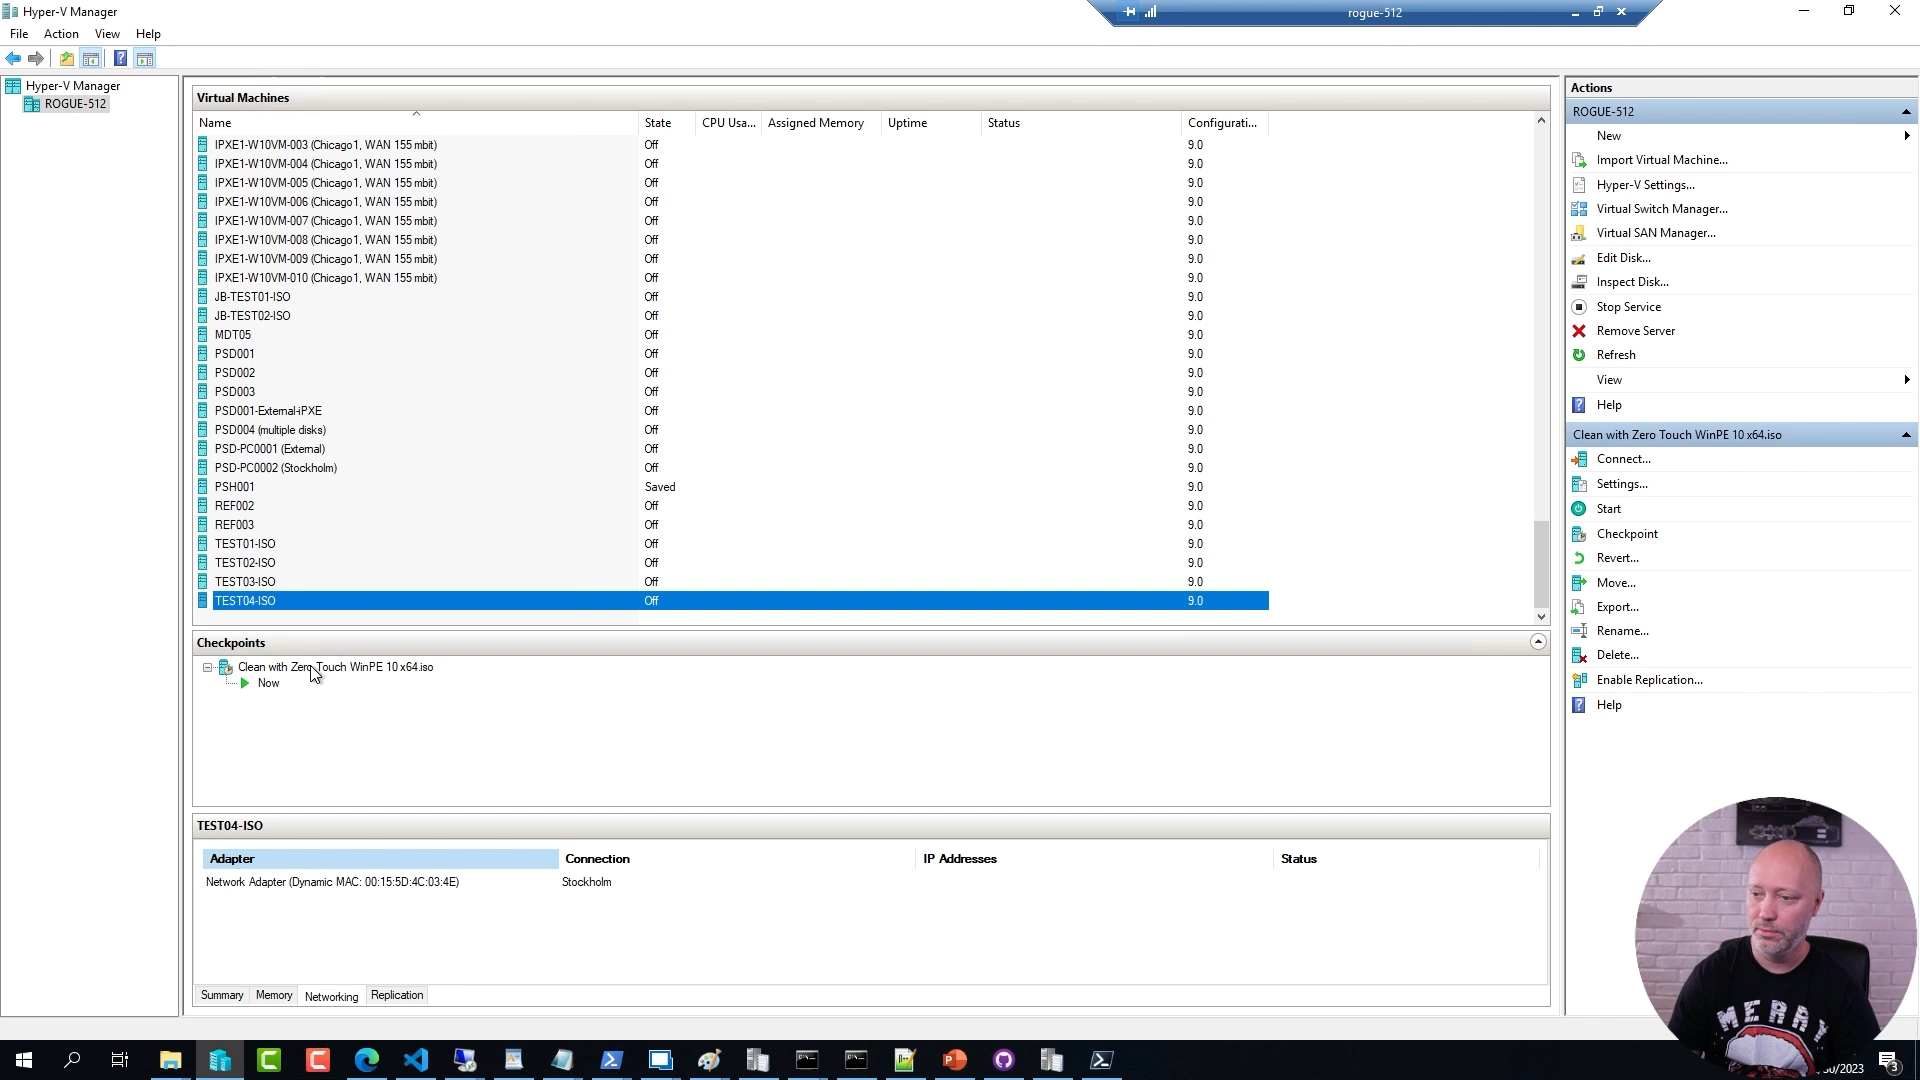 Hyper-V Manager
rogue-512
File Action View Help
Hyper-V Manager
ROGUE-512
Virtual Machines
Name State CPU Usa... Assigned Memory Uptime Status Configurati...
IPXE1-W10VM-003 (Chicago1, WAN 155 mbit) Off 9.0
IPXE1-W10VM-004 (Chicago1, WAN 155 mbit) Off 9.0
IPXE1-W10VM-005 (Chicago1, WAN 155 mbit) Off 9.0
IPXE1-W10VM-006 (Chicago1, WAN 155 mbit) Off 9.0
IPXE1-W10VM-007 (Chicago1, WAN 155 mbit) Off 9.0
IPXE1-W10VM-008 (Chicago1, WAN 155 mbit) Off 9.0
IPXE1-W10VM-009 (Chicago1, WAN 155 mbit) Off 9.0
IPXE1-W10VM-010 (Chicago1, WAN 155 mbit) Off 9.0
JB-TEST01-ISO Off 9.0
JB-TEST02-ISO Off 9.0
MDT05 Off 9.0
PSD001 Off 9.0
PSD002 Off 9.0
PSD003 Off 9.0
PSD001-External-iPXE Off 9.0
PSD004 (multiple disks) Off 9.0
PSD-PC0001 (External) Off 9.0
PSD-PC0002 (Stockholm) Off 9.0
PSH001 Saved 9.0
REF002 Off 9.0
REF003 Off 9.0
TEST01-ISO Off 9.0
TEST02-ISO Off 9.0
TEST03-ISO Off 9.0
TEST04-ISO Off 9.0
Checkpoints
Clean with Zero Touch WinPE 10 x64.iso
Now
TEST04-ISO
Adapter Connection IP Addresses Status
Network Adapter (Dynamic MAC: 00:15:5D:4C:03:4E) Stockholm
Summary Memory Networking Replication
Actions
ROGUE-512
New
Import Virtual Machine...
Hyper-V Settings...
Virtual Switch Manager...
Virtual SAN Manager...
Edit Disk...
Inspect Disk...
Stop Service
Remove Server
Refresh
View
Help
Clean with Zero Touch WinPE 10 x64.iso
Connect...
Settings...
Start
Checkpoint
Revert...
Move...
Export...
Rename...
Delete...
Enable Replication...
Help
MERRY
/30/2023
3